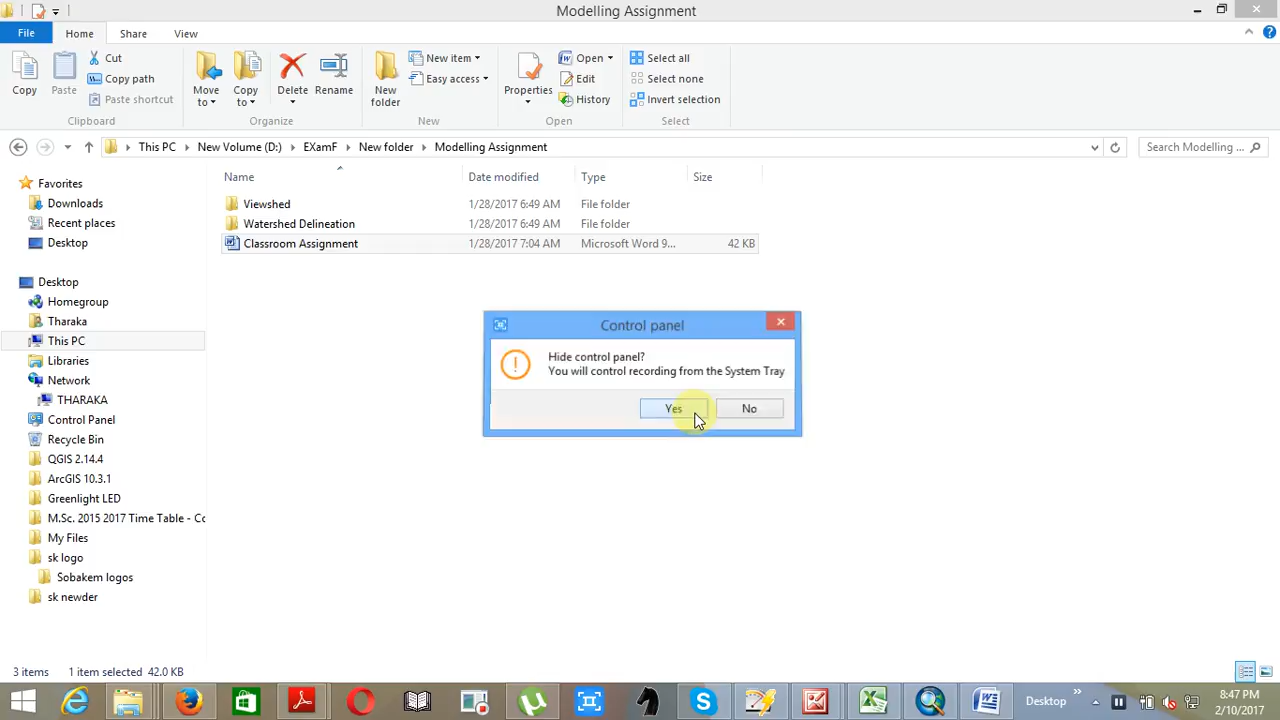 Modelling Assignment
File Home Share View
Copy
Paste
Cut
Copy path
Paste shortcut
Clipboard
Move to
Copy to
Delete
Rename
Organize
New folder
New item
Easy access
New
Properties
Open
Edit
History
Open
Select all
Select none
Invert selection
Select
This PC New Volume (D:) EXamF New folder Modelling Assignment
Search Modelling ...
Name Date modified Type Size
Viewshed 1/28/2017 6:49 AM File folder
Watershed Delineation 1/28/2017 6:49 AM File folder
Classroom Assignment 1/28/2017 7:04 AM Microsoft Word 9... 42 KB
Favorites
Downloads
Recent places
Desktop
Desktop
Homegroup
Tharaka
This PC
Libraries
Network
THARAKA
Control Panel
Recycle Bin
QGIS 2.14.4
ArcGIS 10.3.1
Greenlight LED
M.Sc. 2015 2017 Time Table - Co
My Files
sk logo
Sobakem logos
sk newder
Control panel
Hide control panel?
You will control recording from the System Tray
Yes No
3 items 1 item selected 42.0 KB
Desktop
8:47 PM
2/10/2017